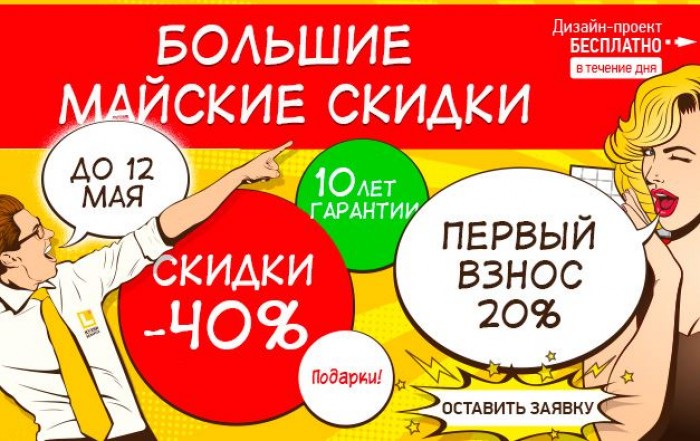 БОЛЬШИЕ
МАЙСКИЕ СКИДКИ
Дизайн-проект
БЕСПЛАТНО
в течение дня
ДО 12
МАЯ
10 ЛЕТ
ГАРАНТИИ
СКИДКИ
-40%
ПЕРВЫЙ
ВЗНОС
20%
Подарки!
ОСТАВИТЬ ЗАЯВКУ